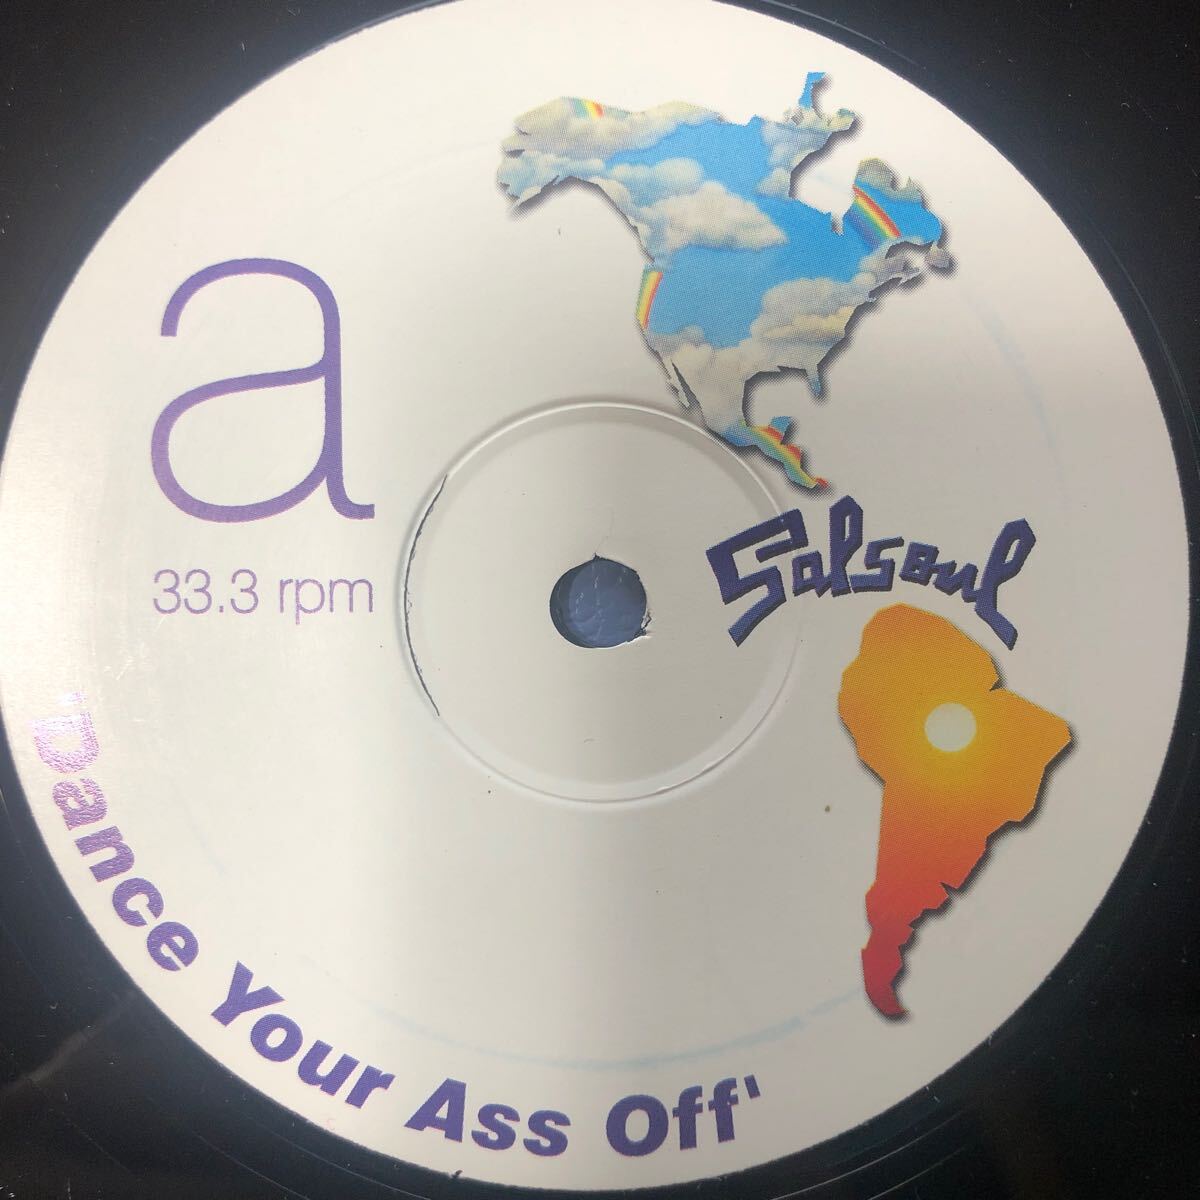 a
33.3 rpm
Salsoul
'Dance Your Ass Off'